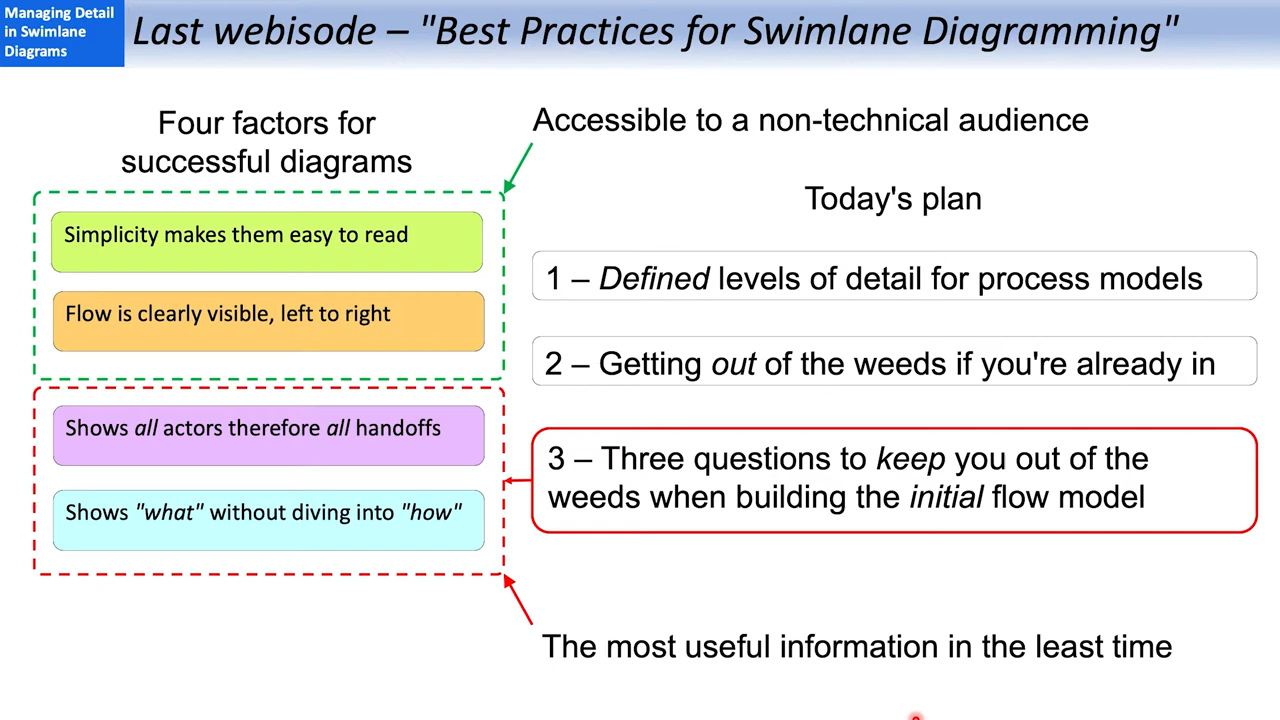 Managing Detail
in Swimlane
Diagrams
Last webisode – "Best Practices for Swimlane Diagramming"
Four factors for
successful diagrams
Simplicity makes them easy to read
Flow is clearly visible, left to right
Shows all actors therefore all handoffs
Shows "what" without diving into "how"
Accessible to a non-technical audience
Today's plan
1 – Defined levels of detail for process models
2 – Getting out of the weeds if you're already in
3 – Three questions to keep you out of the
weeds when building the initial flow model
The most useful information in the least time